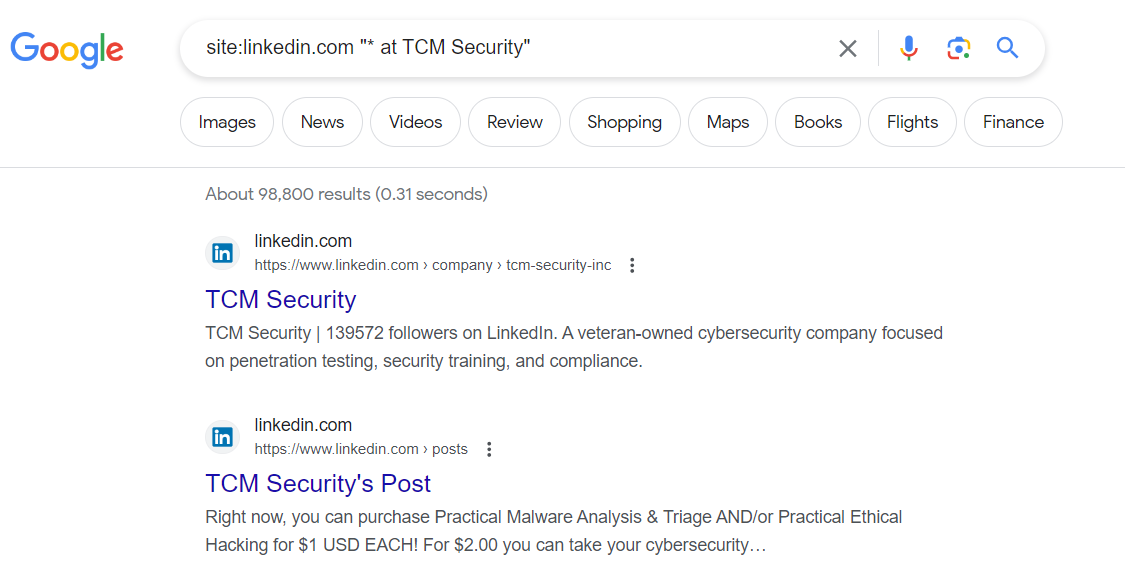 Google
site:linkedin.com "* at TCM Security"
Images News Videos Review Shopping Maps Books Flights Finance
About 98,800 results (0.31 seconds)
in
linkedin.com
https://www.linkedin.com › company › tcm-security-inc
TCM Security
TCM Security | 139572 followers on LinkedIn. A veteran-owned cybersecurity company focused
on penetration testing, security training, and compliance.
in
linkedin.com
https://www.linkedin.com › posts
TCM Security's Post
Right now, you can purchase Practical Malware Analysis & Triage AND/or Practical Ethical
Hacking for $1 USD EACH! For $2.00 you can take your cybersecurity…